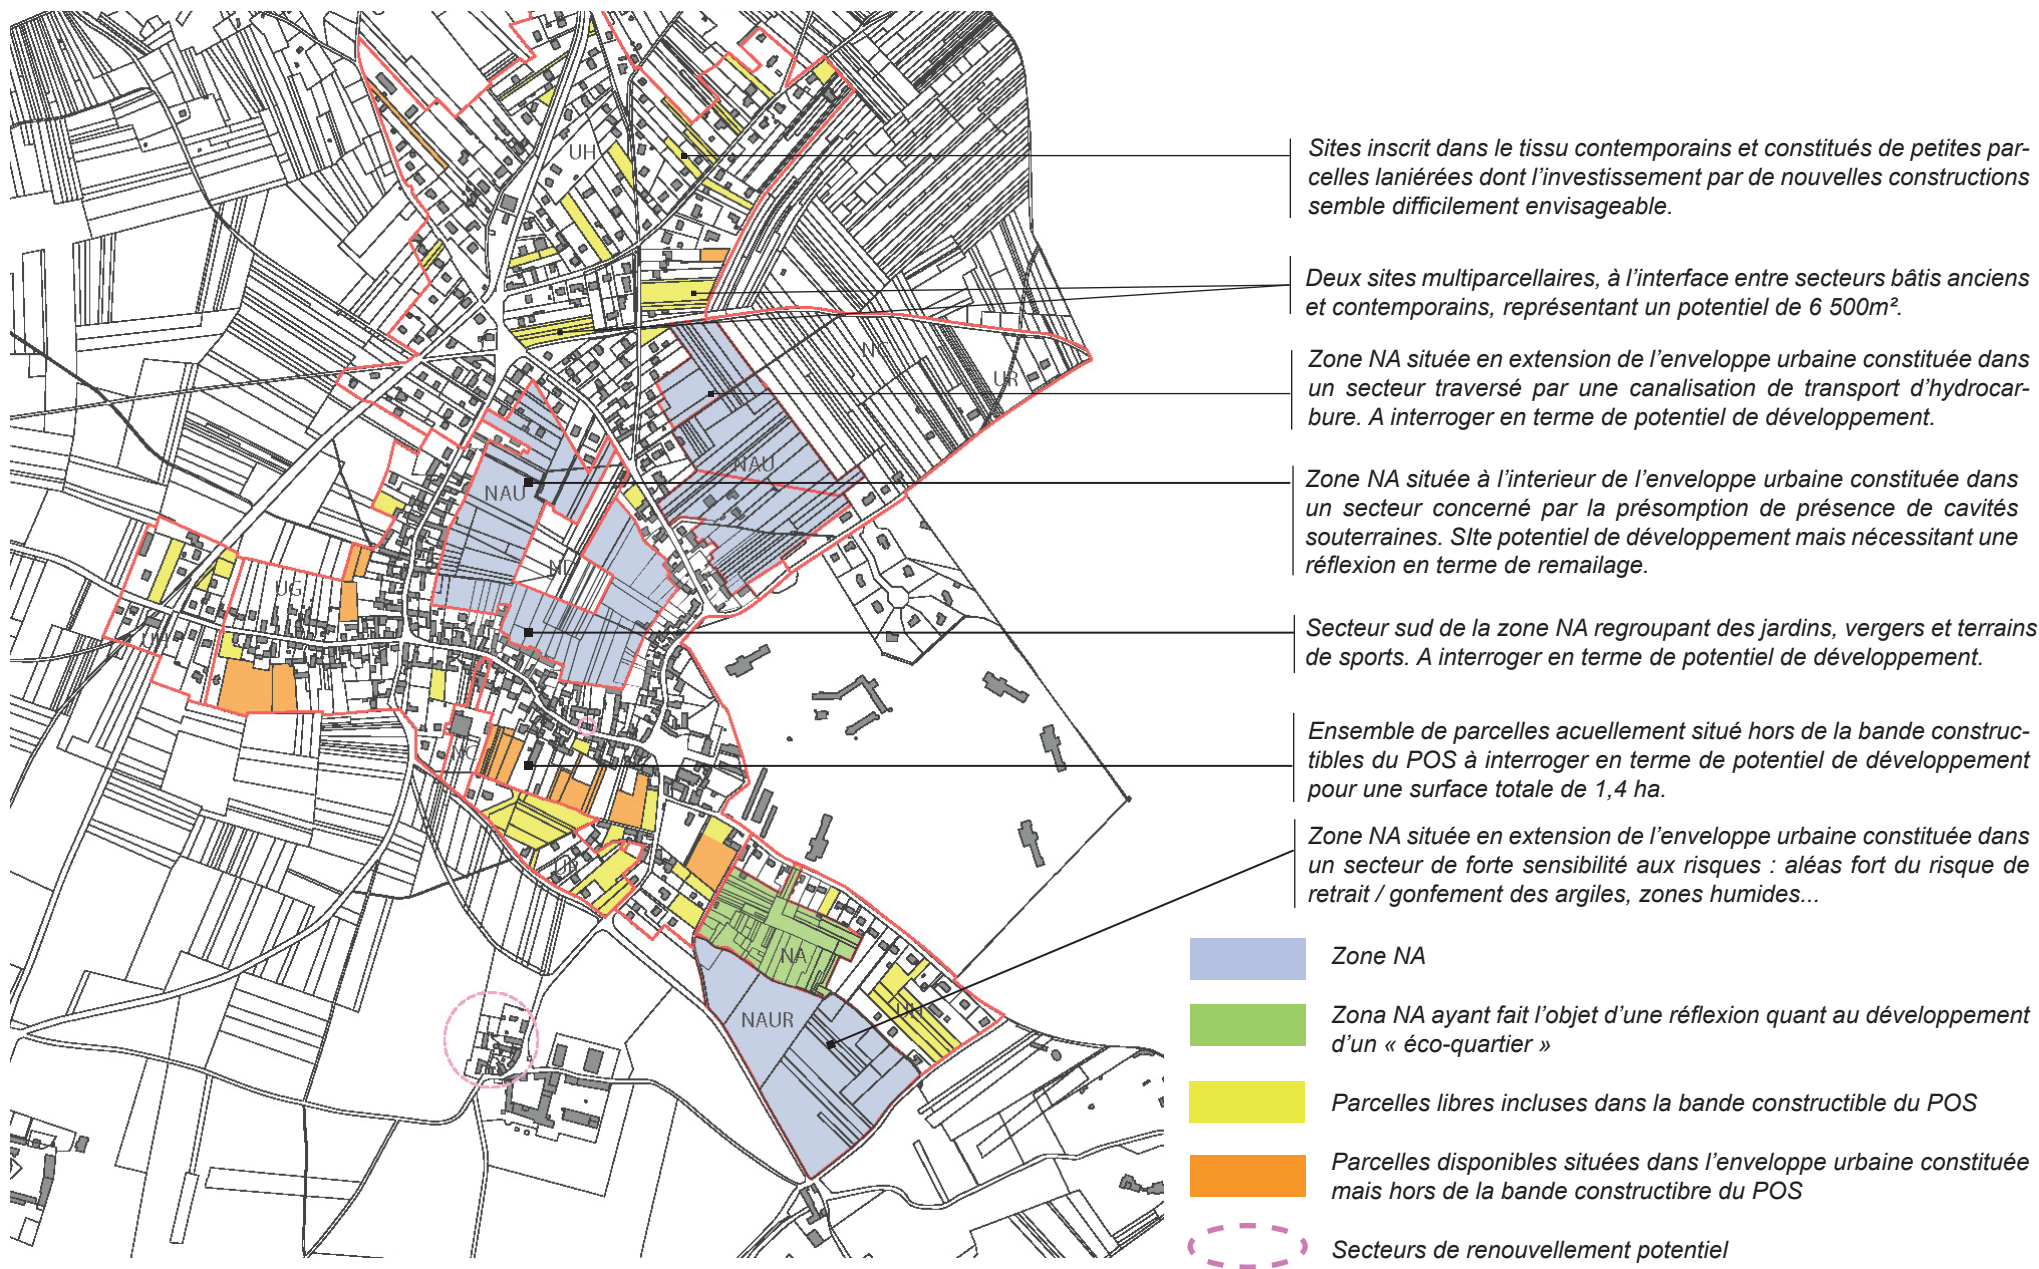 UH
Sites inscrit dans le tissu contemporains et constitués de petites par-
celles laniérées dont l'investissement par de nouvelles constructions
semble difficilement envisageable.
Deux sites multiparcellaires, à l'interface entre secteurs bâtis anciens
et contemporains, représentant un potentiel de 6 500m².
NC
UR
Zone NA située en extension de l'enveloppe urbaine constituée dans
un secteur traversé par une canalisation de transport d'hydrocar-
bure. A interroger en terme de potentiel de développement.
NAU
NAU
Zone NA située à l'interieur de l'enveloppe urbaine constituée dans
un secteur concerné par la présomption de présence de cavités
souterraines. SIte potentiel de développement mais nécessitant une
réflexion en terme de remailage.
ND
UG
UH
Secteur sud de la zone NA regroupant des jardins, vergers et terrains
de sports. A interroger en terme de potentiel de développement.
NC
Ensemble de parcelles acuellement situé hors de la bande construc-
tibles du POS à interroger en terme de potentiel de développement
pour une surface totale de 1,4 ha.
UR
Zone NA située en extension de l'enveloppe urbaine constituée dans
un secteur de forte sensibilité aux risques : aléas fort du risque de
retrait / gonfement des argiles, zones humides...
NA
UH
NAUR
Zone NA
Zona NA ayant fait l'objet d'une réflexion quant au développement
d'un « éco-quartier »
Parcelles libres incluses dans la bande constructible du POS
Parcelles disponibles situées dans l'enveloppe urbaine constituée
mais hors de la bande constructibre du POS
Secteurs de renouvellement potentiel